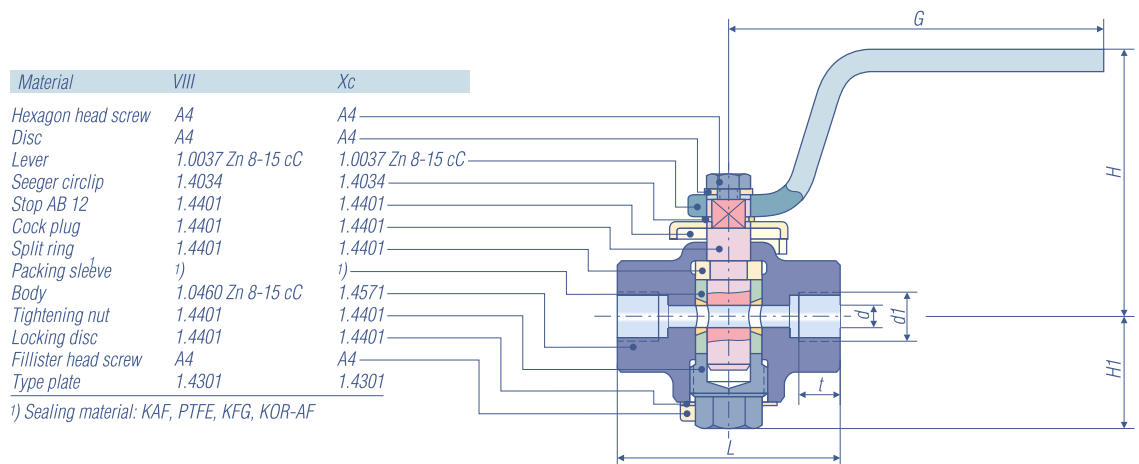 Material VIII Xc
Hexagon head screw A4 A4
Disc A4 A4
Lever 1.0037 Zn 8-15 cC 1.0037 Zn 8-15 cC
Seeger circlip 1.4034 1.4034
Stop AB 12 1.4401 1.4401
Cock plug 1.4401 1.4401
Split ring 1.4401 1.4401
Packing sleeve 1 1) 1)
Body 1.0460 Zn 8-15 cC 1.4571
Tightening nut 1.4401 1.4401
Locking disc 1.4401 1.4401
Fillister head screw A4 A4
Type plate 1.4301 1.4301
1) Sealing material: KAF, PTFE, KFG, KOR-AF
G
H
d
d1
H1
t
L